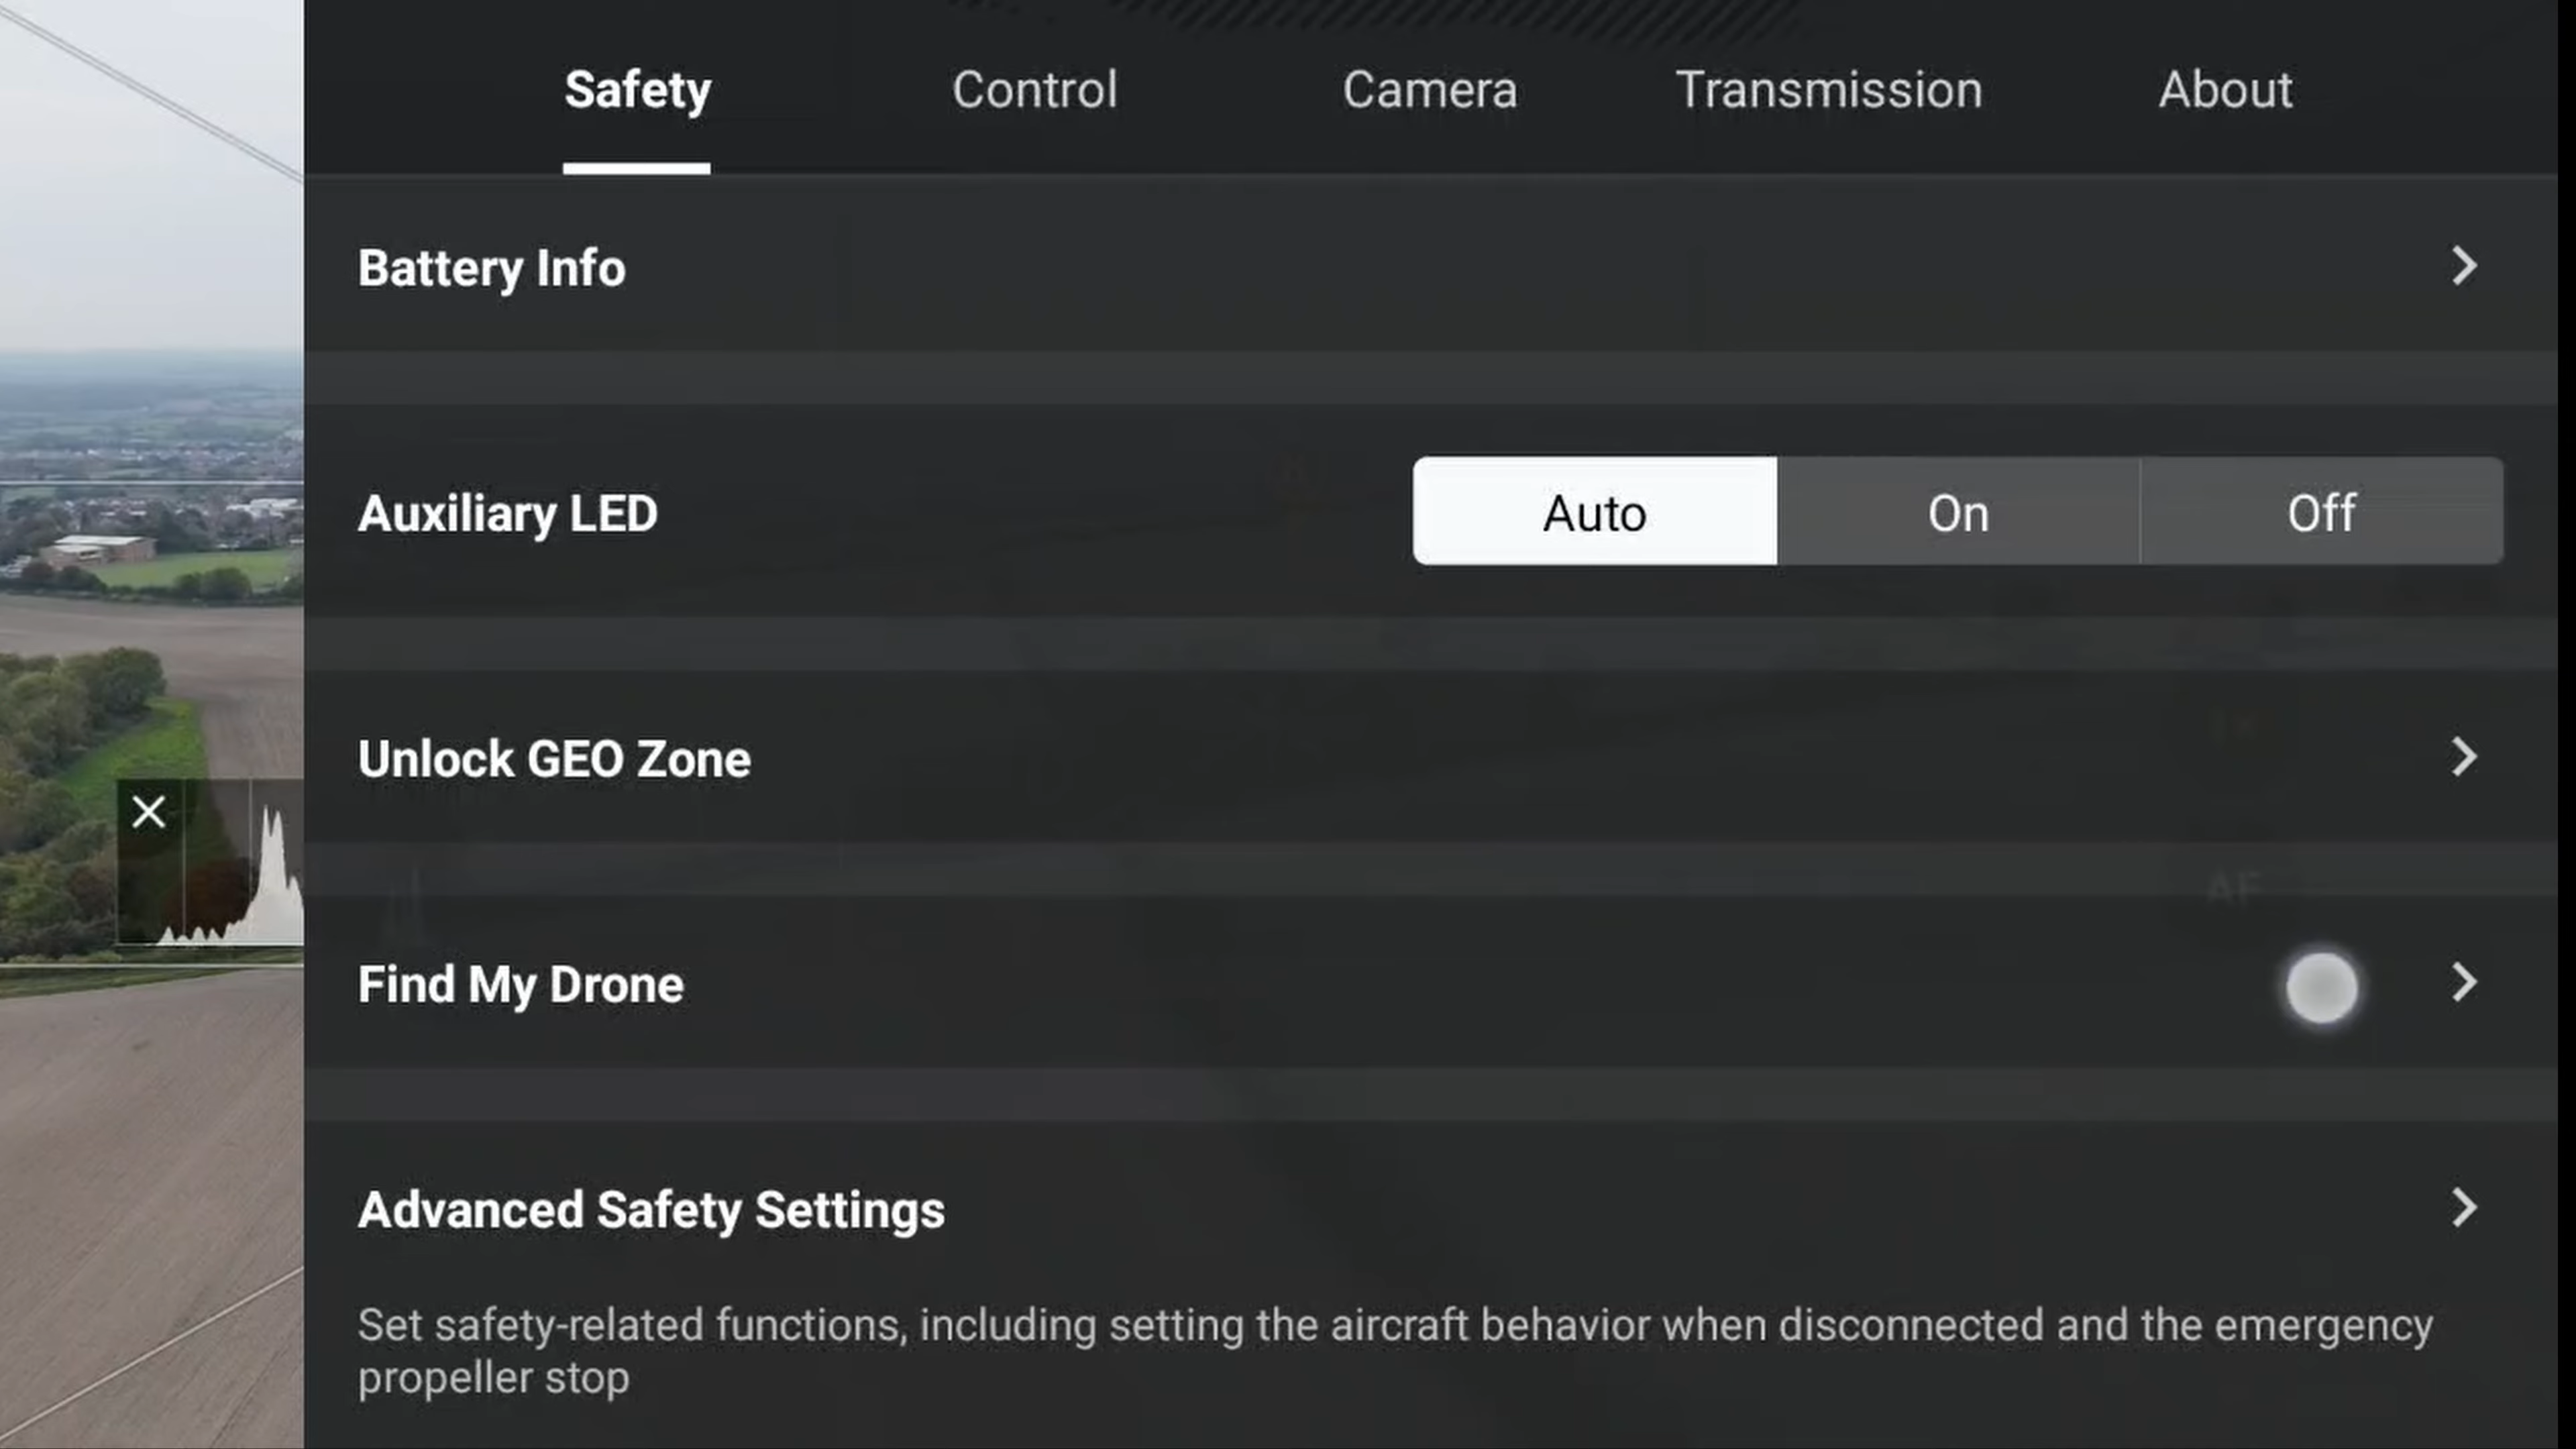 Safety Control Camera Transmission About
Battery Info
Auxiliary LED Auto On Off
Unlock GEO Zone
AF
Find My Drone
Advanced Safety Settings
Set safety-related functions, including setting the aircraft behavior when disconnected and the emergency
propeller stop